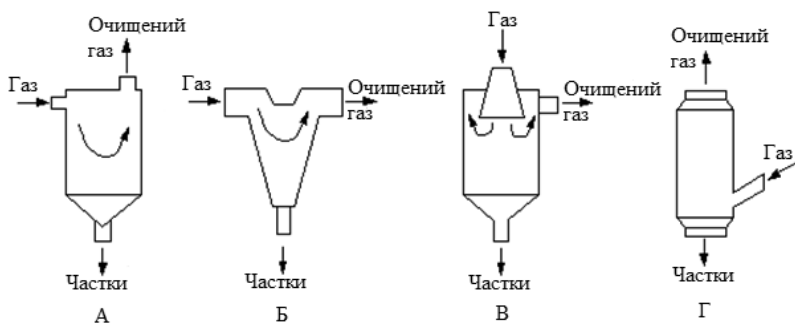 Очищений
газ
Газ
Частки
А
Газ
Очищений
газ
Частки
Б
Газ
Очищений
газ
Частки
В
Очищений
газ
Газ
Частки
Г